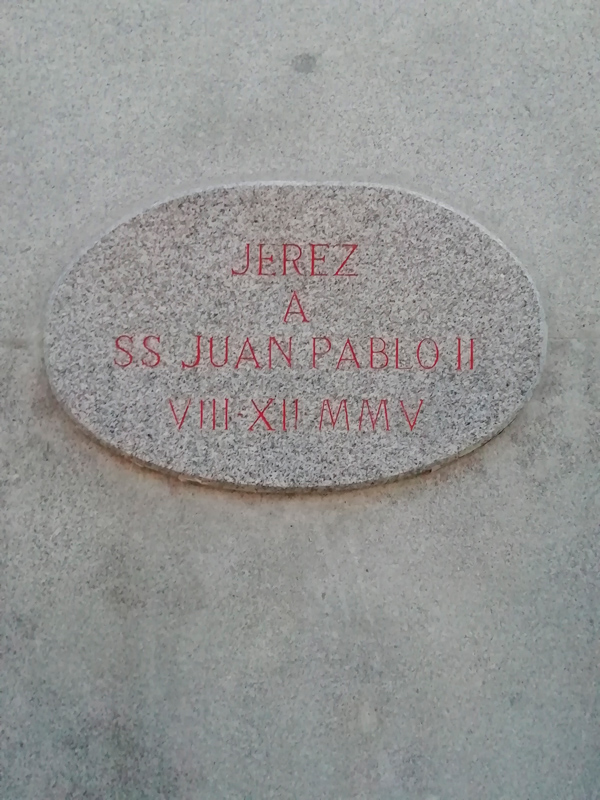 JEREZ
A
SS JUAN PABLO II
VIII-XII-MMV